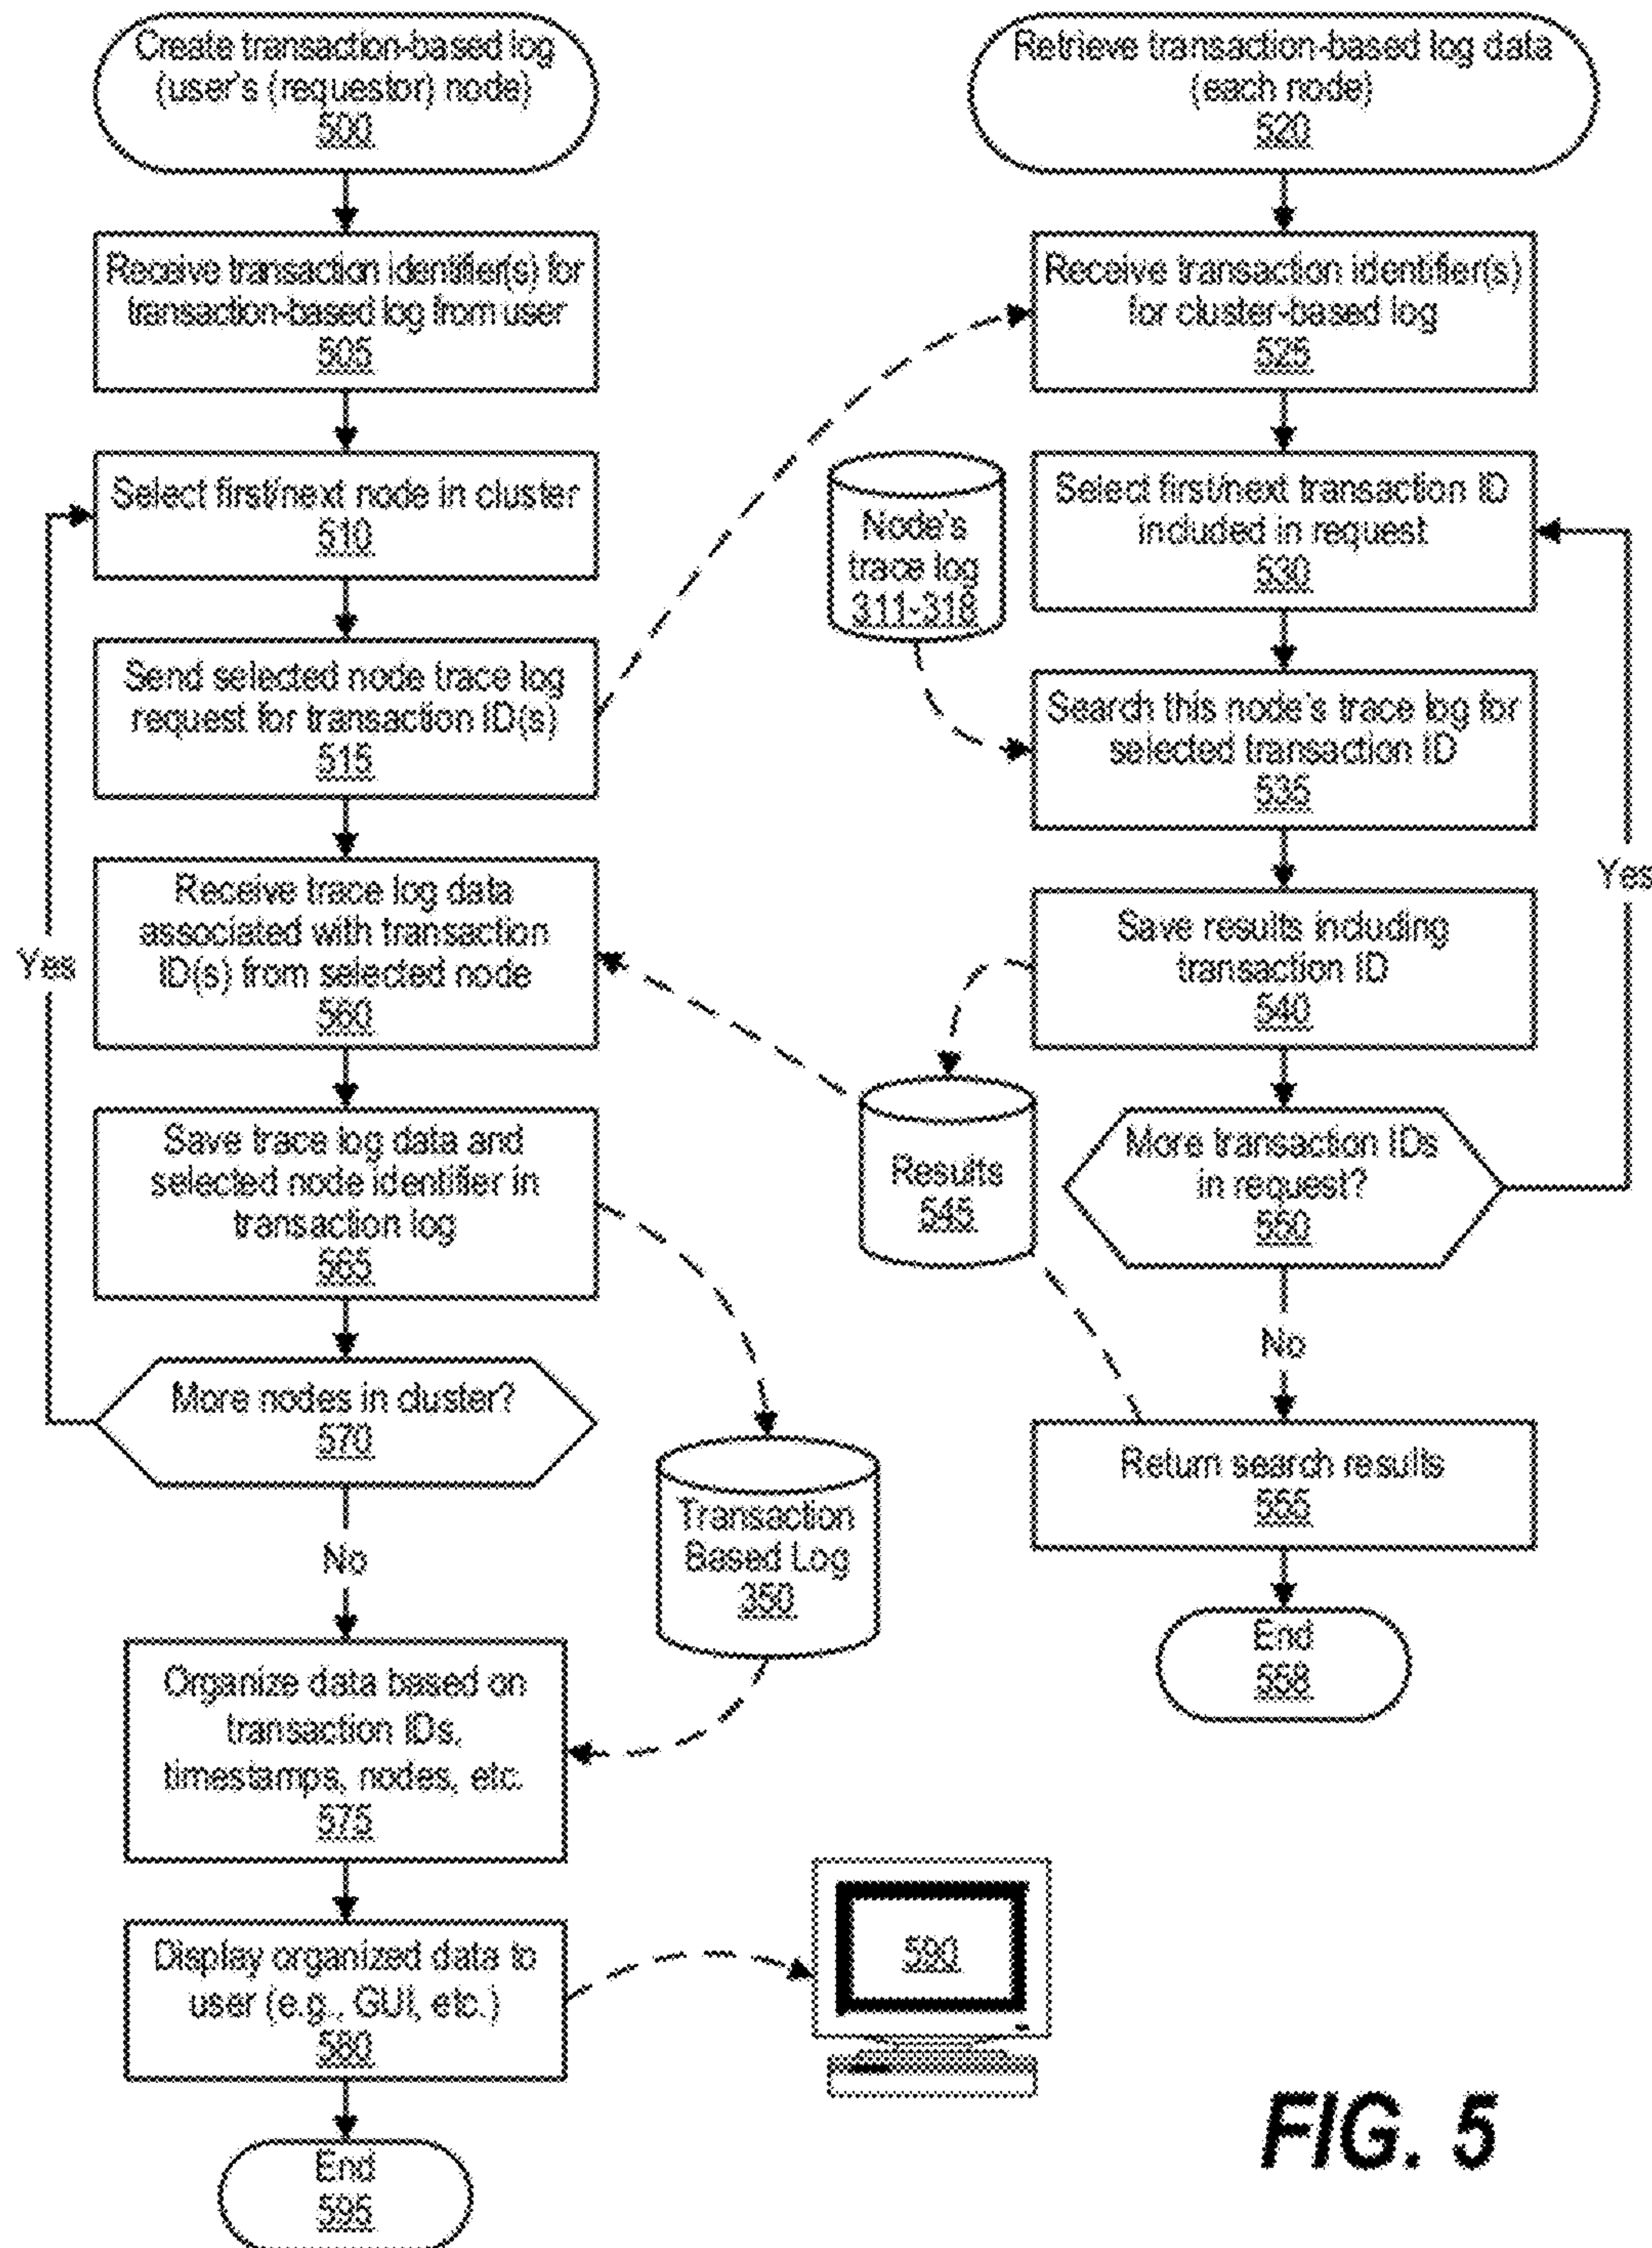 Create transaction-based log
(user's (requestor) node)
500
Receive transaction identifier(s) for
transaction-based log from user
505
Select first/next node in cluster
510
Send selected node trace log
request for transaction ID(s)
515
Receive trace log data
associated with transaction
ID(s) from selected node
560
Yes
Save trace log data and
selected node identifier in
transaction log
565
More nodes in cluster?
570
No
Organize data based on
transaction IDs,
timestamps, nodes, etc.
575
Display organized data to
user (e.g., GUI, etc.)
580
End
595
Retrieve transaction-based log data
(each node)
520
Receive transaction identifier(s)
for cluster-based log
525
Select first/next transaction ID
included in request
530
Node's
trace log
311-318
Search this node's trace log for
selected transaction ID
535
Yes
Save results including
transaction ID
540
Results
545
More transaction IDs
in request?
550
No
Return search results
555
End
558
Transaction
Based Log
350
590
FIG. 5